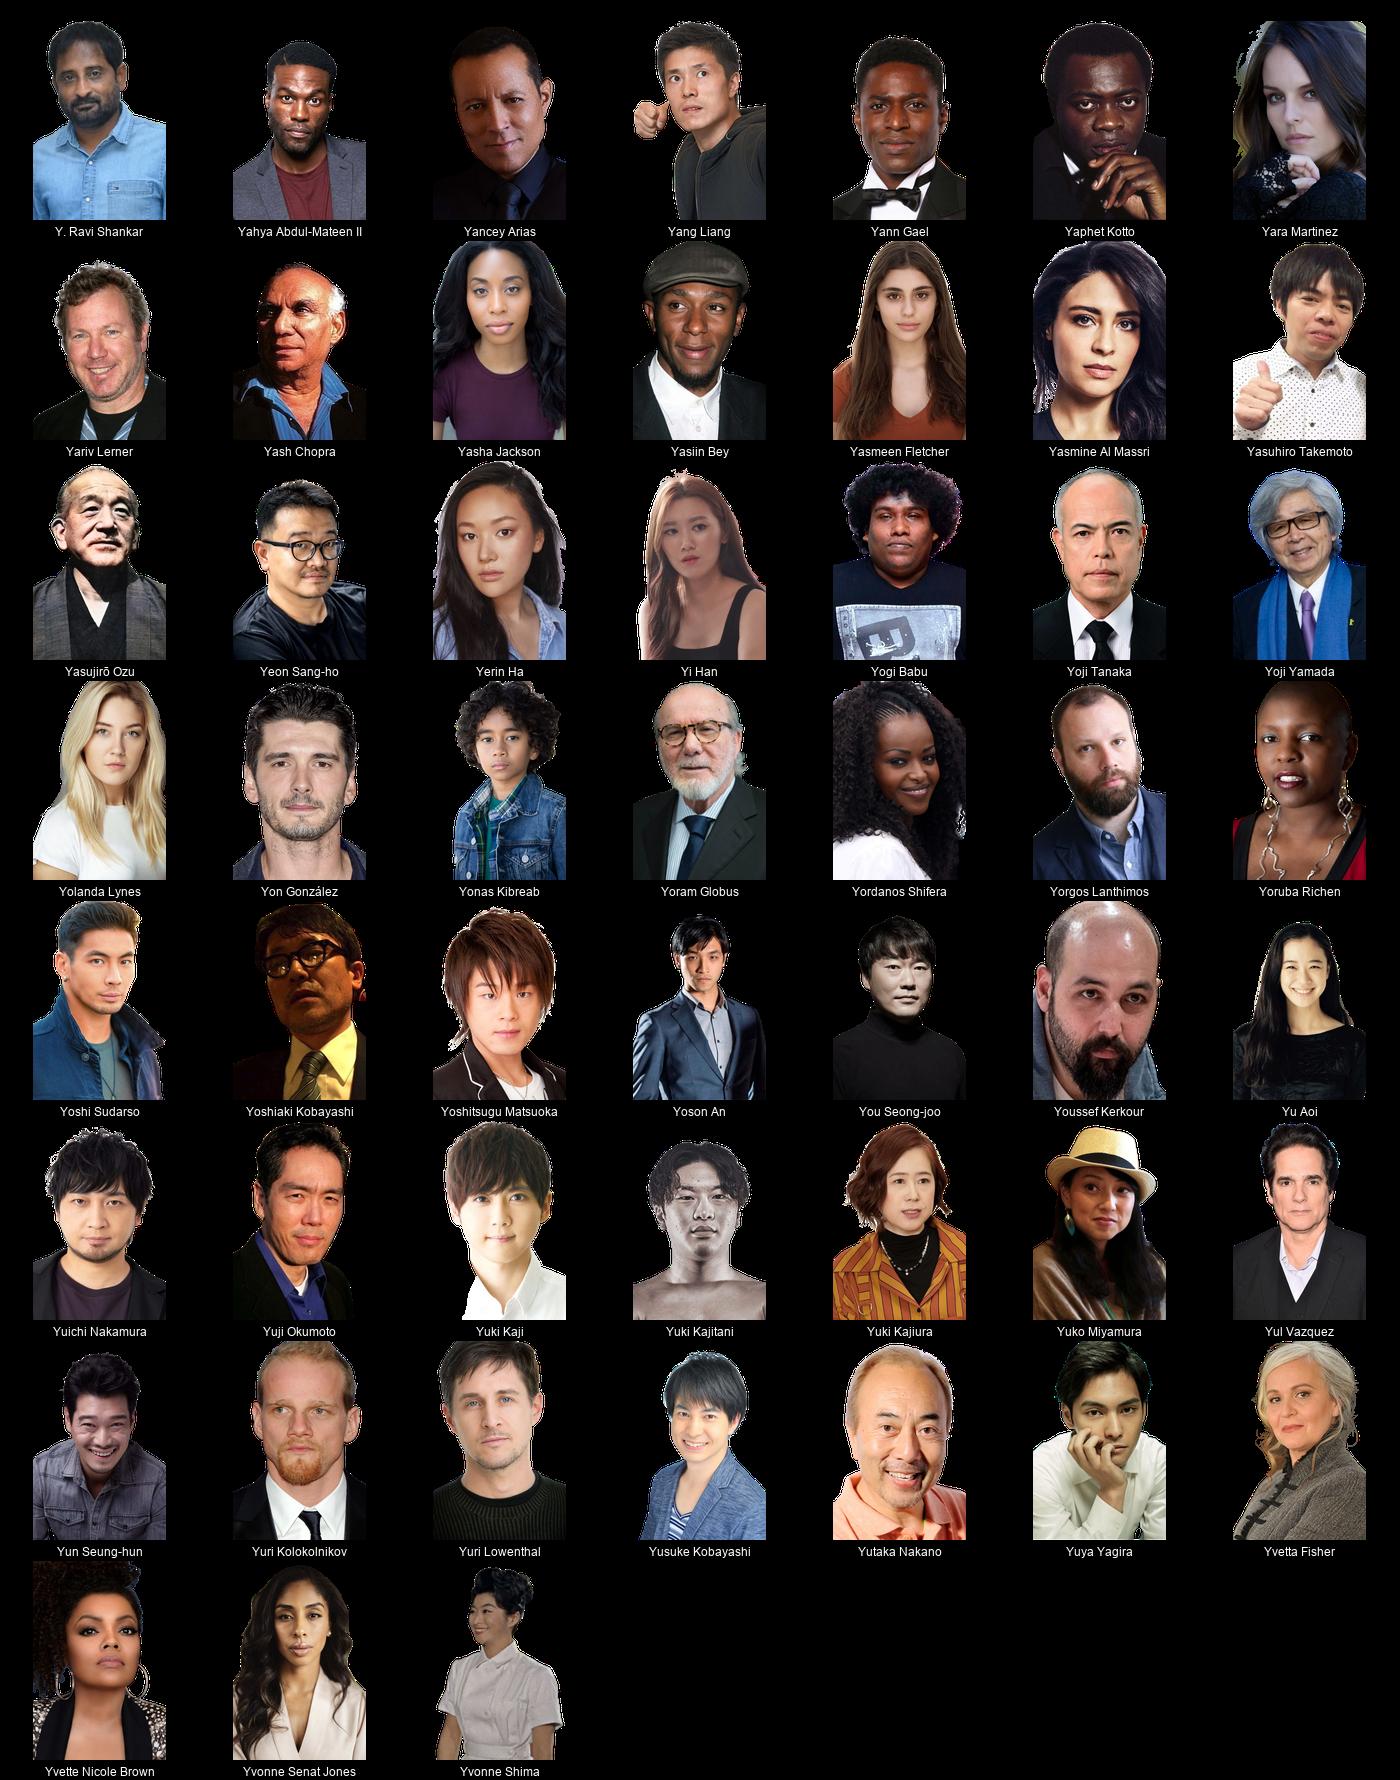 Y. Ravi Shankar
Yahya Abdul-Mateen II
Yancey Arias
Yang Liang
Yann Gael
Yaphet Kotto
Yara Martinez
Yariv Lerner
Yash Chopra
Yasha Jackson
Yasiin Bey
Yasmeen Fletcher
Yasmine Al Massri
Yasuhiro Takemoto
Yasujirō Ozu
Yeon Sang-ho
Yerin Ha
Yi Han
Yogi Babu
Yoji Tanaka
Yoji Yamada
Yolanda Lynes
Yon González
Yonas Kibreab
Yoram Globus
Yordanos Shifera
Yorgos Lanthimos
Yoruba Richen
Yoshi Sudarso
Yoshiaki Kobayashi
Yoshitsugu Matsuoka
Yoson An
You Seong-joo
Youssef Kerkour
Yu Aoi
Yuichi Nakamura
Yuji Okumoto
Yuki Kaji
Yuki Kajitani
Yuki Kajiura
Yuko Miyamura
Yul Vazquez
Yun Seung-hun
Yuri Kolokolnikov
Yuri Lowenthal
Yusuke Kobayashi
Yutaka Nakano
Yuya Yagira
Yvetta Fisher
Yvette Nicole Brown
Yvonne Senat Jones
Yvonne Shima